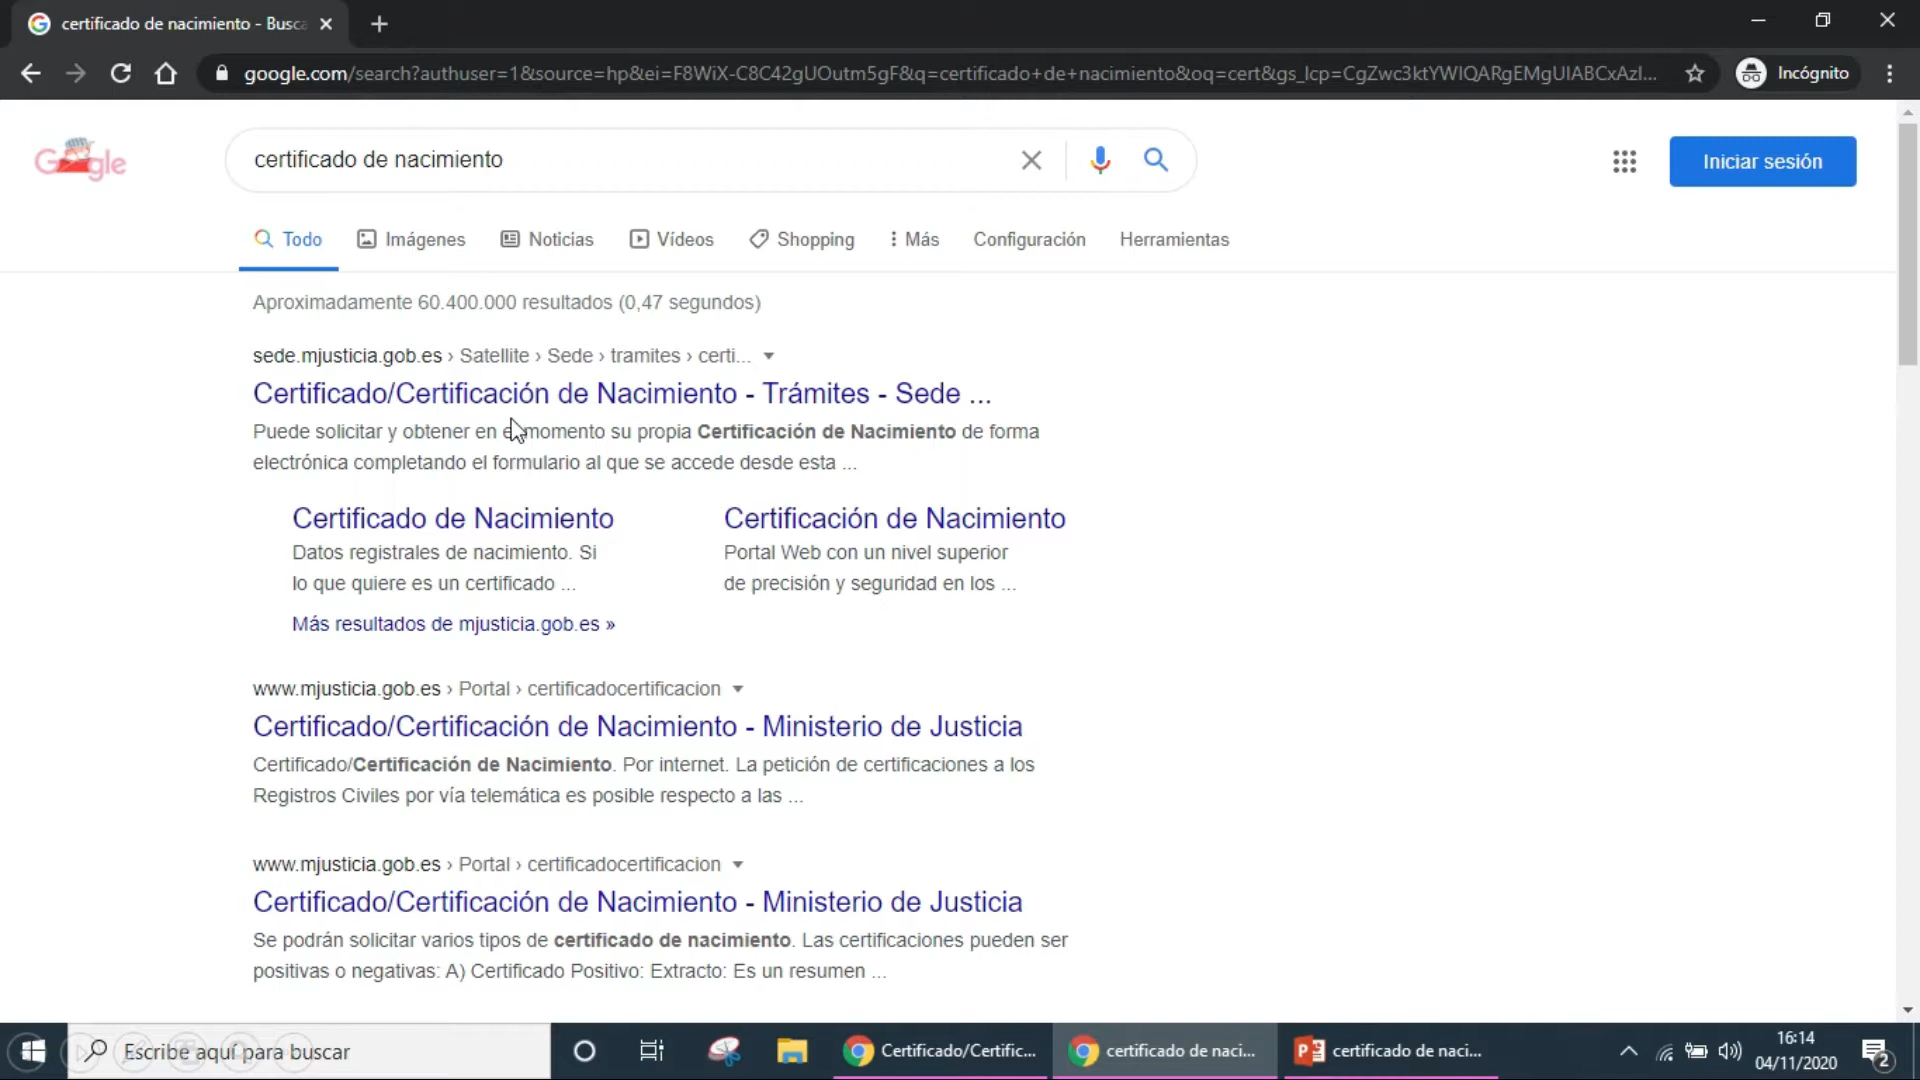 certificado de nacimiento - Busc
google.com/search?authuser=1&source=hp&ei=F8WiX-C8C42gUOutm5gF&q=certificado+de+nacimiento&oq=cert&gs_lcp=CgZwc3ktYWIQARgEMgUIABCxAzI...
Incógnito
Google
certificado de nacimiento
Iniciar sesión
Todo Imágenes Noticias Vídeos Shopping Más Configuración Herramientas
Aproximadamente 60.400.000 resultados (0,47 segundos)
sede.mjusticia.gob.es › Satellite › Sede › tramites › certi...
Certificado/Certificación de Nacimiento - Trámites - Sede ...
Puede solicitar y obtener en el momento su propia Certificación de Nacimiento de forma
electrónica completando el formulario al que se accede desde esta ...
Certificado de Nacimiento
Datos registrales de nacimiento. Si
lo que quiere es un certificado ...
Certificación de Nacimiento
Portal Web con un nivel superior
de precisión y seguridad en los ...
Más resultados de mjusticia.gob.es »
www.mjusticia.gob.es › Portal › certificadocertificacion
Certificado/Certificación de Nacimiento - Ministerio de Justicia
Certificado/Certificación de Nacimiento. Por internet. La petición de certificaciones a los
Registros Civiles por vía telemática es posible respecto a las ...
www.mjusticia.gob.es › Portal › certificadocertificacion
Certificado/Certificación de Nacimiento - Ministerio de Justicia
Se podrán solicitar varios tipos de certificado de nacimiento. Las certificaciones pueden ser
positivas o negativas: A) Certificado Positivo: Extracto: Es un resumen ...
Escribe aquí para buscar
Certificado/Certific...
certificado de naci...
certificado de naci...
16:14
04/11/2020
2